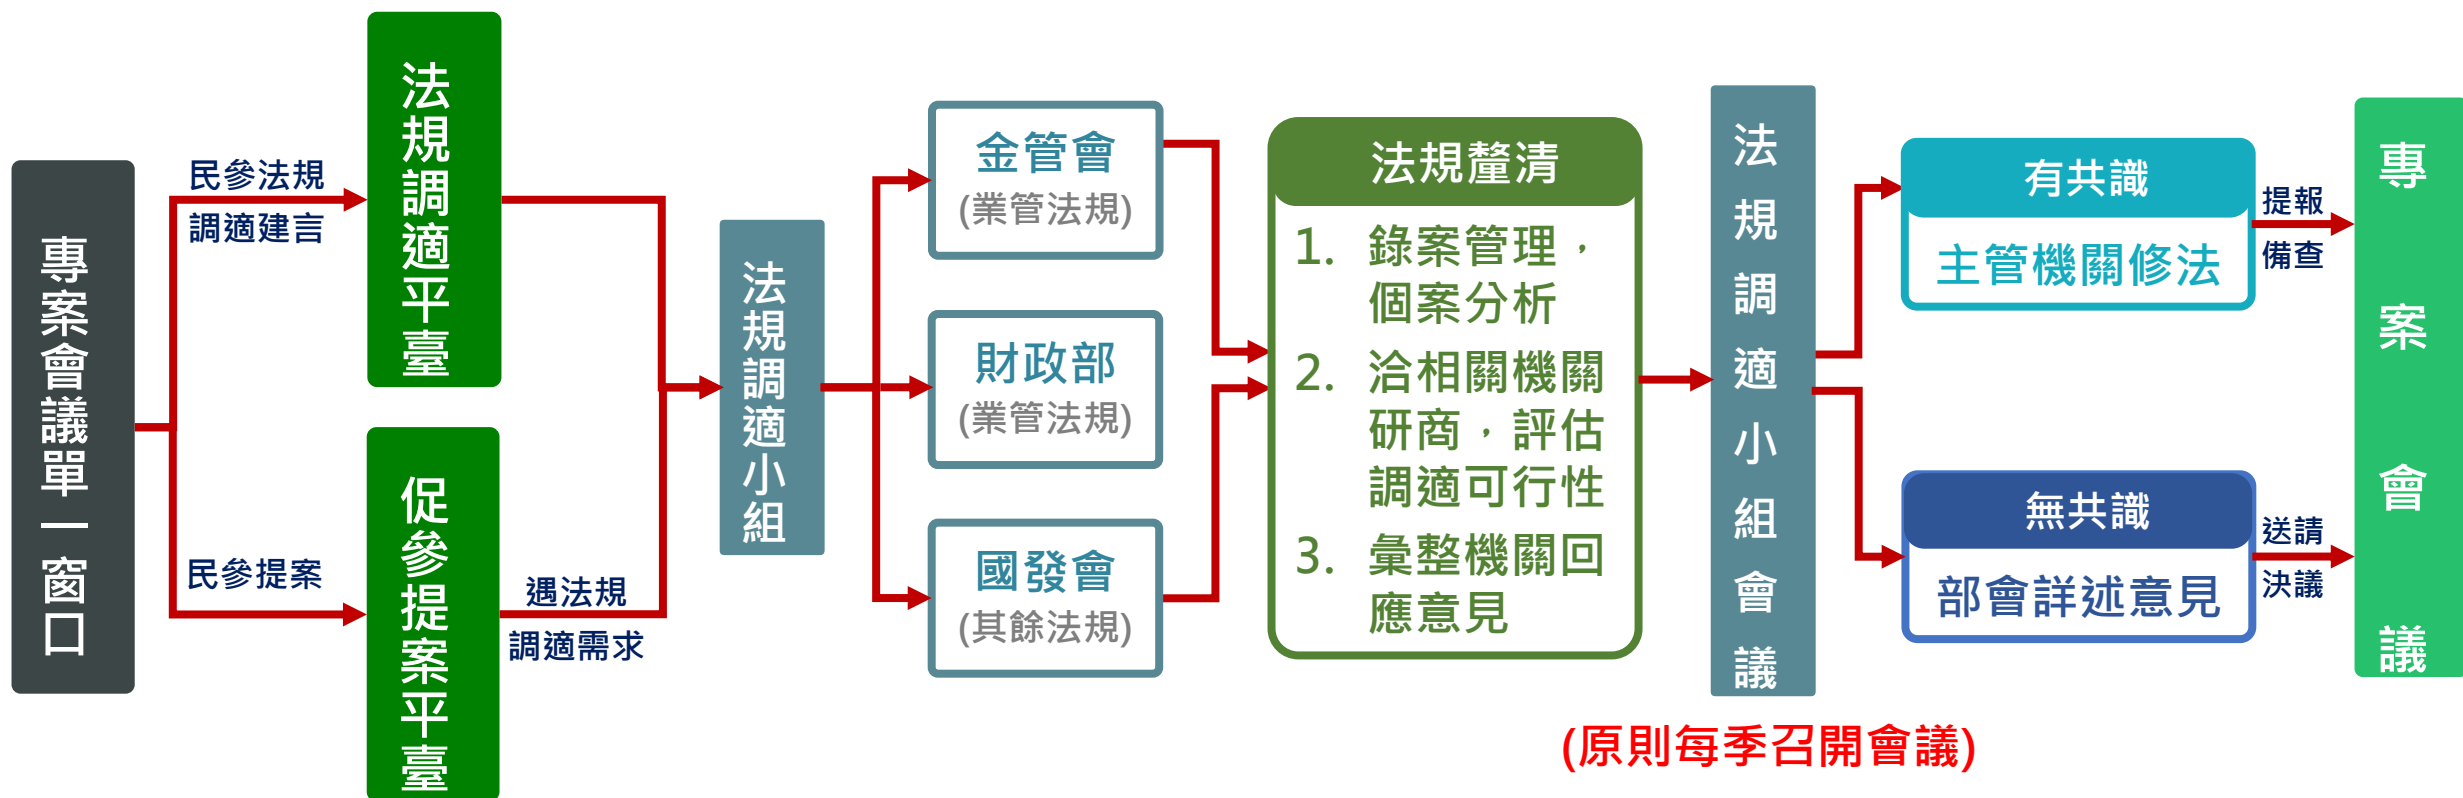 專案會議單一窗口
民參法規
調適建言
民參提案
法規調適平臺
促參提案平臺
遇法規
調適需求
法規調適小組
金管會
(業管法規)
財政部
(業管法規)
國發會
(其餘法規)
法規釐清
1. 錄案管理，
個案分析
2. 洽相關機關
研商，評估
調適可行性
3. 彙整機關回
應意見
法規調適小組會議
(原則每季召開會議)
有共識
主管機關修法
無共識
部會詳述意見
提報
備查
送請
決議
專案會議